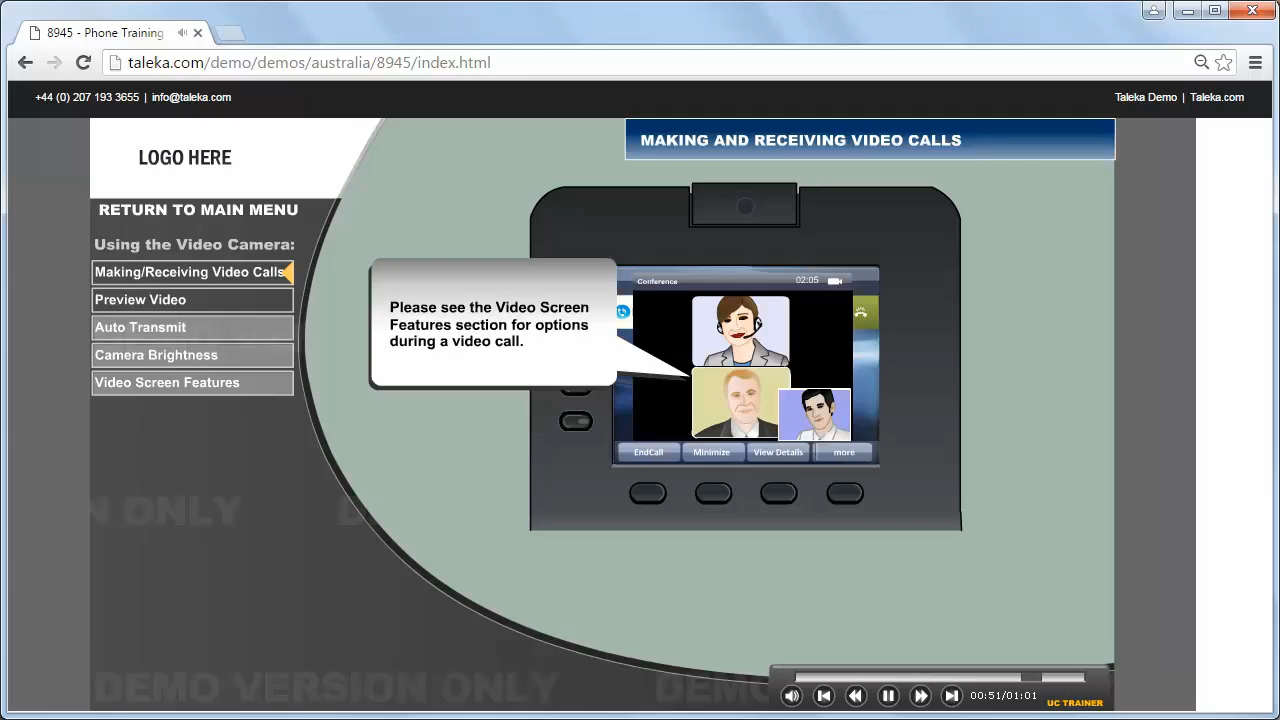 8945 - Phone Training
taleka.com/demo/demos/australia/8945/index.html
+44 (0) 207 193 3655 | info@taleka.com
Taleka Demo | Taleka.com
LOGO HERE
MAKING AND RECEIVING VIDEO CALLS
RETURN TO MAIN MENU
Using the Video Camera:
Making/Receiving Video Calls
Preview Video
Auto Transmit
Camera Brightness
Video Screen Features
Please see the Video Screen
Features section for options
during a video call.
Conference
02:05
EndCall
Minimize
View Details
more
N ONLY
D
DEMO VERSION ONLY
DEMO
00:51/01:01
UC TRAINER